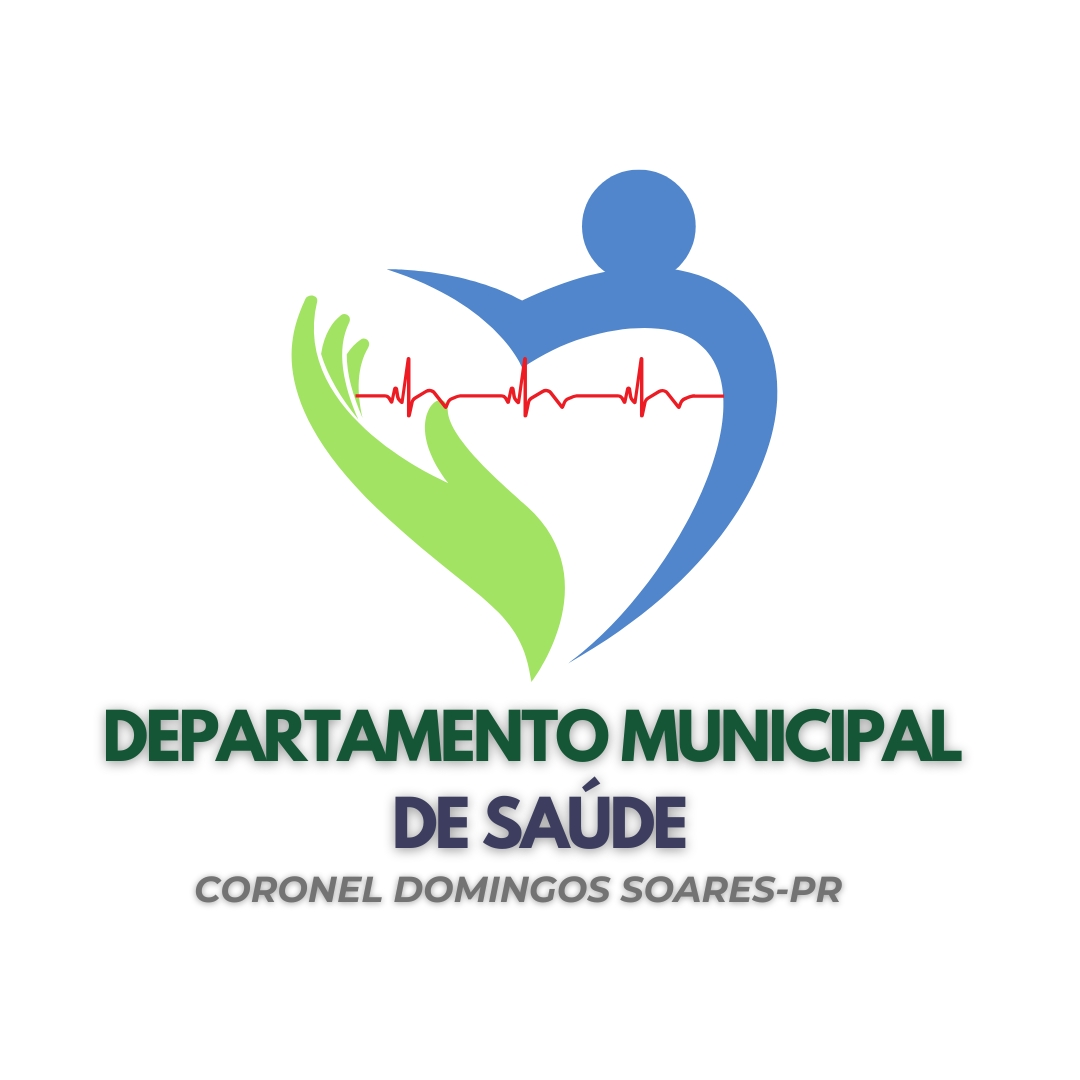 DEPARTAMENTO MUNICIPAL
DE SAÚDE
CORONEL DOMINGOS SOARES-PR